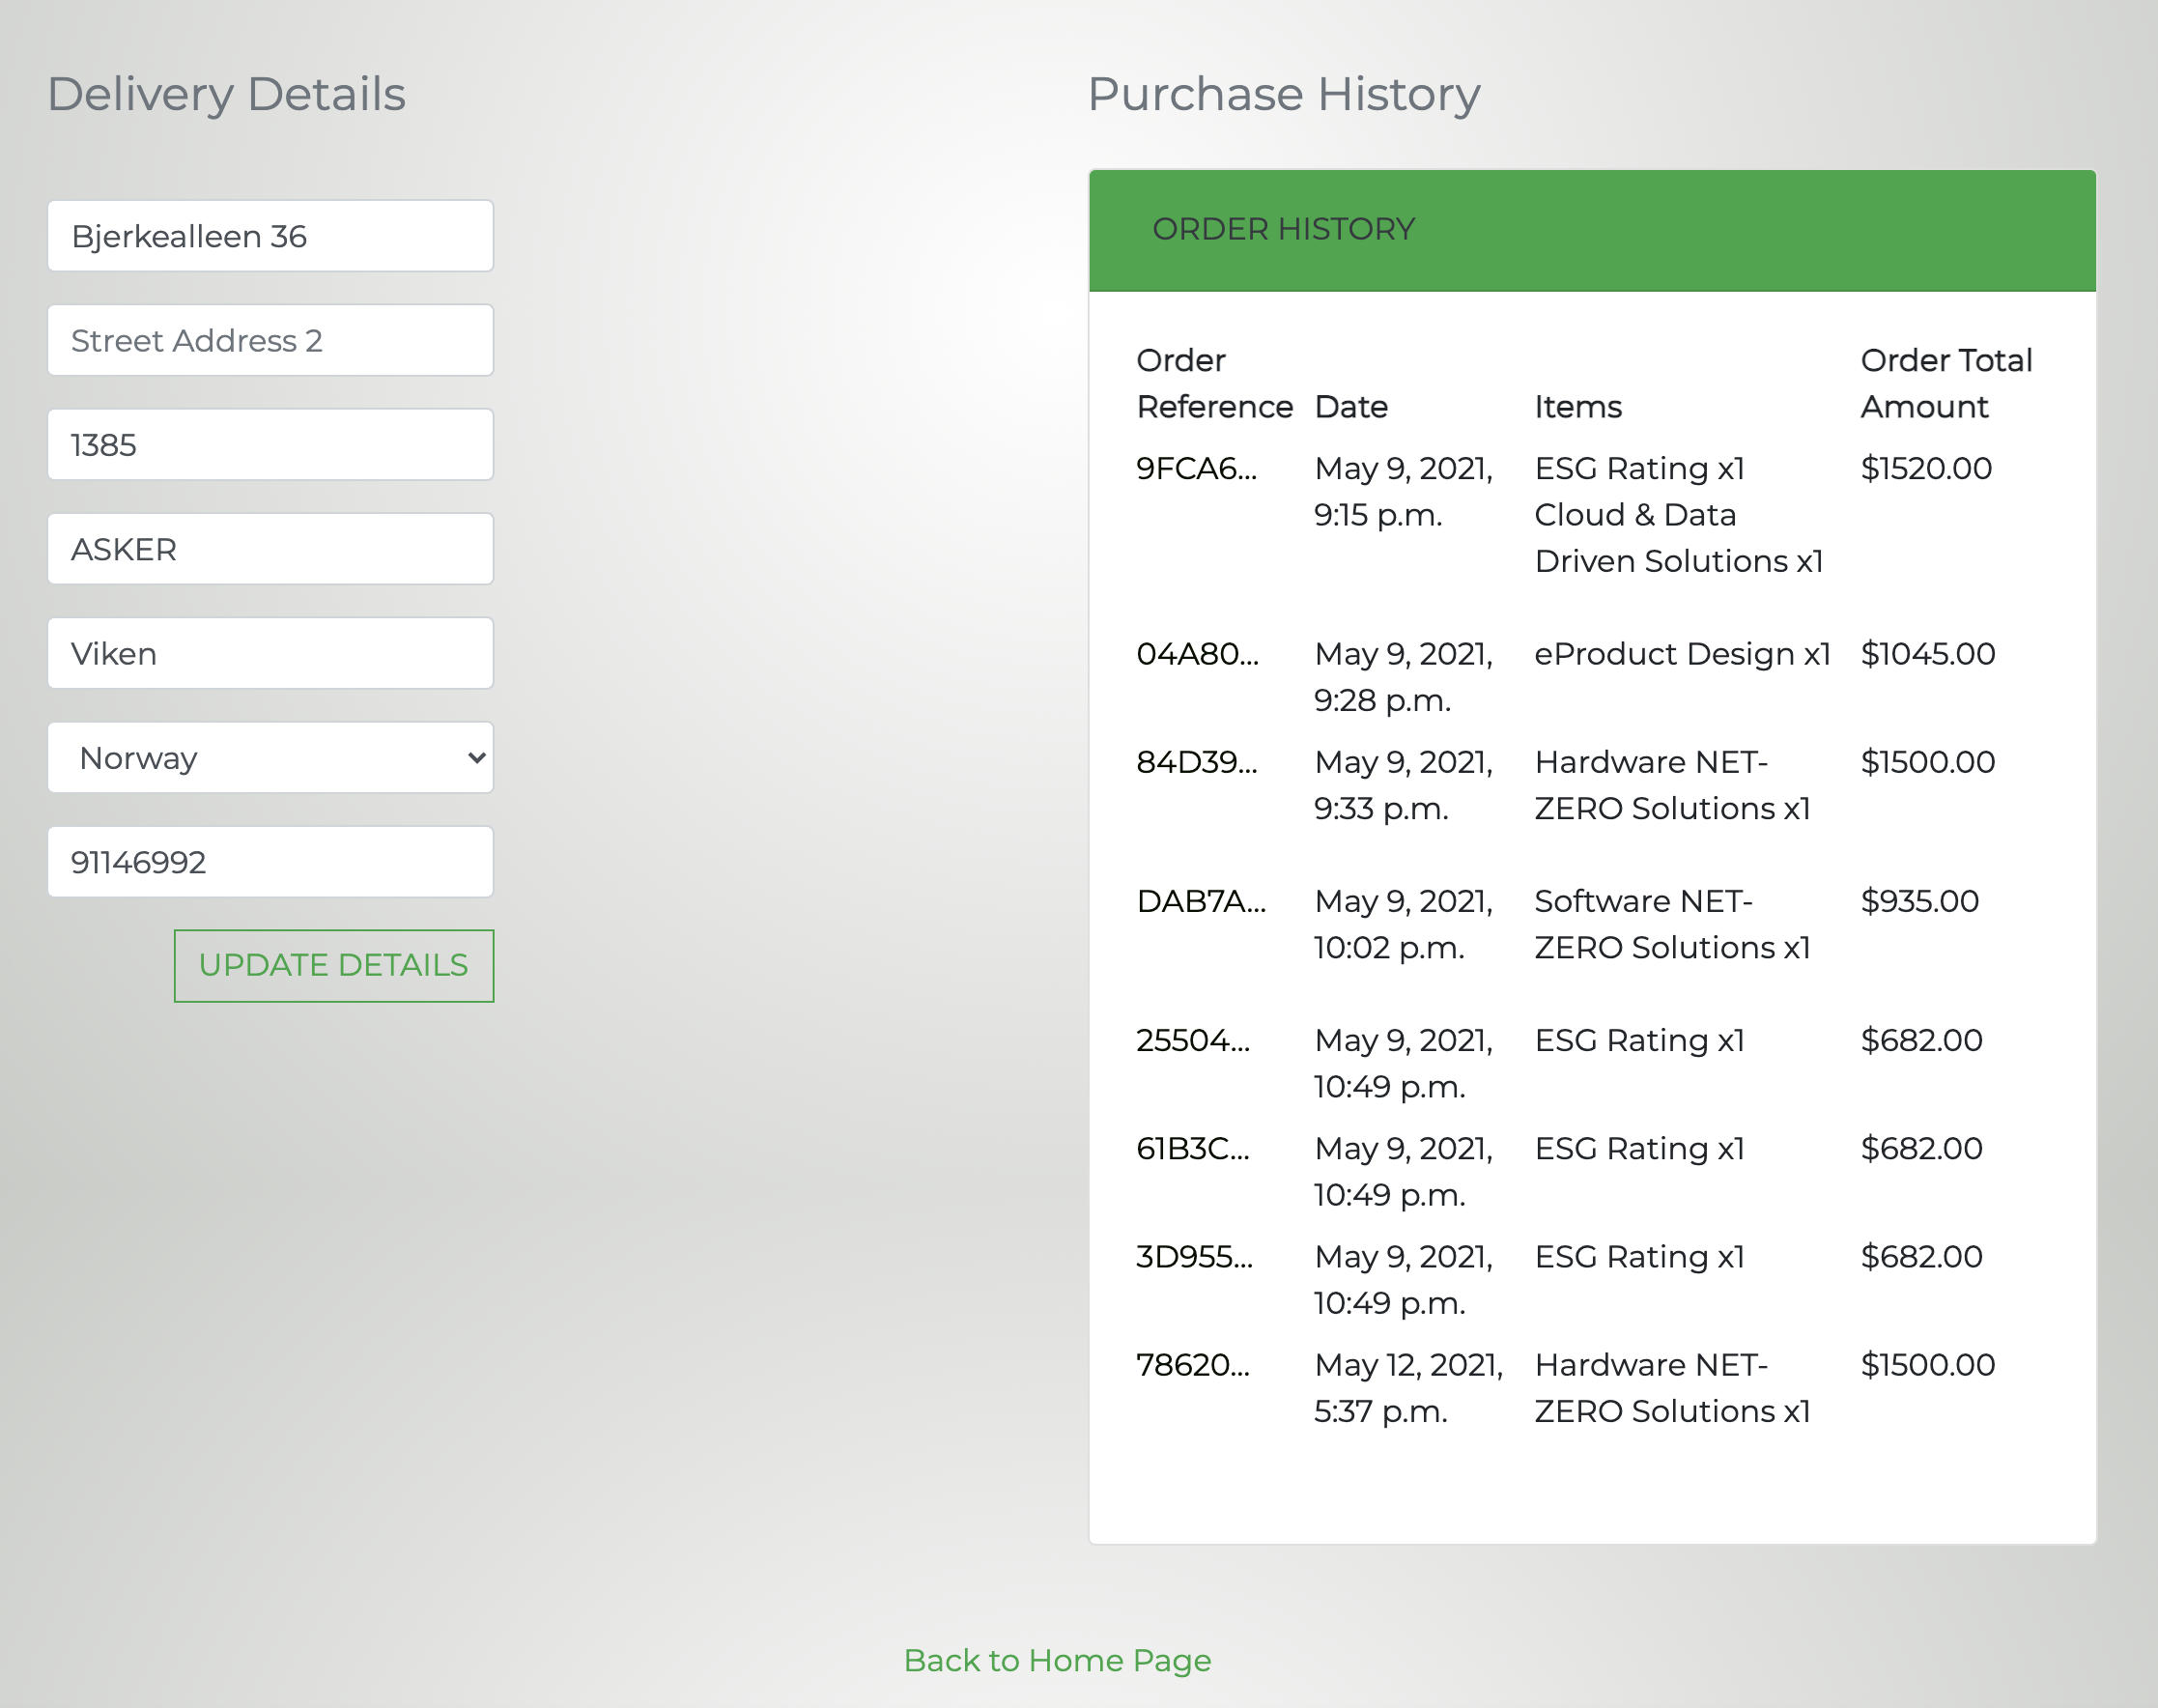 Delivery Details
Bjerkealleen 36
Street Address 2
1385
ASKER
Viken
Norway
91146992
UPDATE DETAILS
Purchase History
ORDER HISTORY
Order Reference Date Items Order Total Amount
9FCA6... May 9, 2021, ESG Rating x1 $1520.00
9:15 p.m. Cloud & Data
Driven Solutions x1
04A80... May 9, 2021, eProduct Design x1 $1045.00
9:28 p.m.
84D39... May 9, 2021, Hardware NET- $1500.00
9:33 p.m. ZERO Solutions x1
DAB7A... May 9, 2021, Software NET- $935.00
10:02 p.m. ZERO Solutions x1
25504... May 9, 2021, ESG Rating x1 $682.00
10:49 p.m.
61B3C... May 9, 2021, ESG Rating x1 $682.00
10:49 p.m.
3D955... May 9, 2021, ESG Rating x1 $682.00
10:49 p.m.
78620... May 12, 2021, Hardware NET- $1500.00
5:37 p.m. ZERO Solutions x1
Back to Home Page